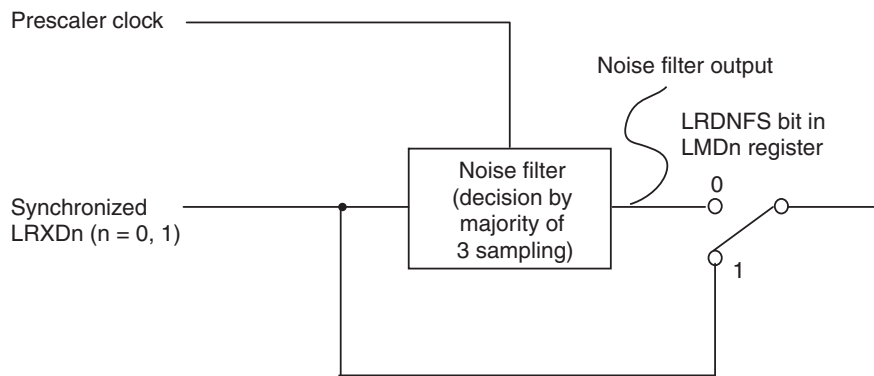 Prescaler clock
Noise filter output
LRDNFS bit in
LMDn register
Noise filter
(decision by
majority of
3 sampling)
0
Synchronized
LRXDn (n = 0, 1)
1